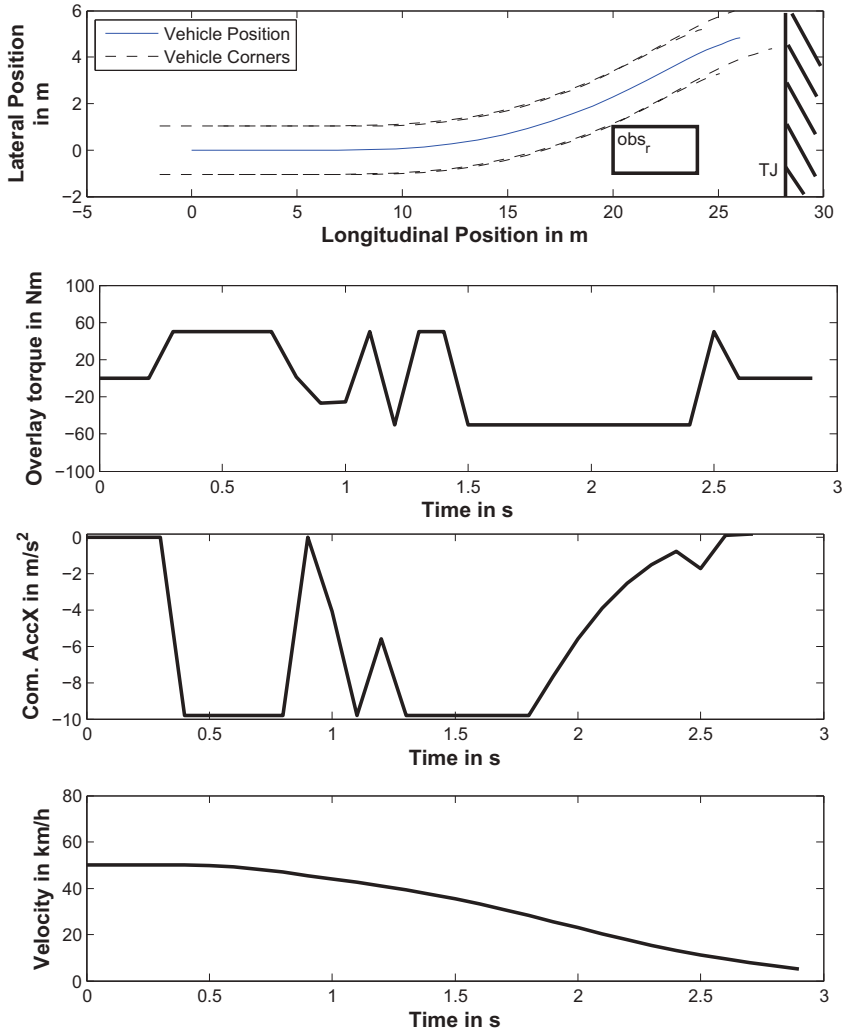 Lateral Position
in m
6
4
2
0
−2
Vehicle Position
Vehicle Corners
obs_r
TJ
−5 0 5 10 15 20 25 30
Longitudinal Position in m
Overlay torque in Nm
100
60
20
−20
−60
−100
0 0.5 1 1.5 2 2.5 3
Time in s
Com. AccX in m/s²
0
−2
−4
−6
−8
−10
0 0.5 1 1.5 2 2.5 3
Time in s
Velocity in km/h
80
60
40
20
0
0 0.5 1 1.5 2 2.5 3
Time in s